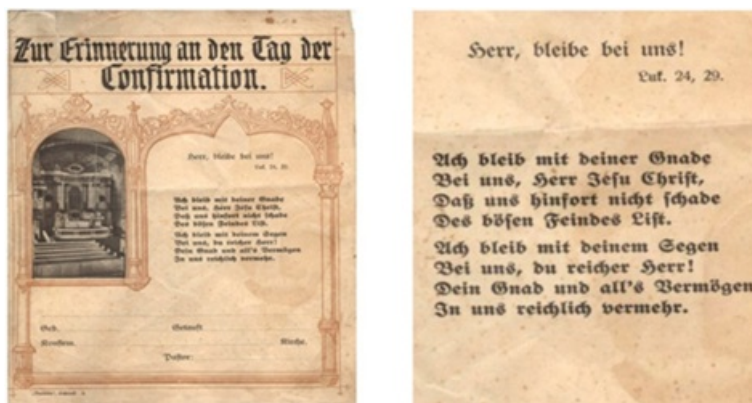 Zur Erinnerung an den Tag der
Confirmation.
Herr, bleibe bei uns!
Luk. 24, 29.
Ach bleib mit deiner Gnade
Bei uns, Herr Jesu Christ,
Daß uns hinfort nicht schade
Des bösen Feindes List.
Ach bleib mit deinem Segen
Bei uns, du reicher Herr!
Dein Gnad und all's Vermögen
In uns reichlich vermehr.
Geb. Getauft
Konfirm. Kirche.
Pastor:
Herr, bleibe bei uns!
Luk. 24, 29.
Ach bleib mit deiner Gnade
Bei uns, Herr Jesu Christ,
Daß uns hinfort nicht schade
Des bösen Feindes List.
Ach bleib mit deinem Segen
Bei uns, du reicher Herr!
Dein Gnad und all's Vermögen
In uns reichlich vermehr.